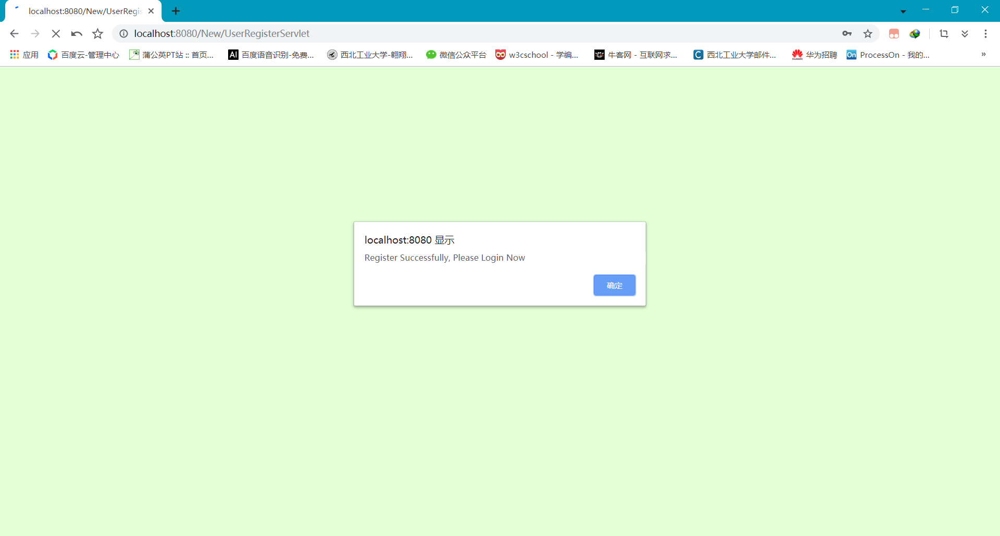 localhost:8080/New/UserRegis
localhost:8080/New/UserRegisterServlet
应用 百度云-管理中心 蒲公英PT站 :: 首页... AI 百度语音识别-免费... 西北工业大学-翱翔... 微信公众平台 w3cschool - 学编... 牛客网 - 互联网求... C 西北工业大学邮件... HUAWEI 华为招聘 On ProcessOn - 我的... »
localhost:8080 显示
Register Successfully, Please Login Now
确定